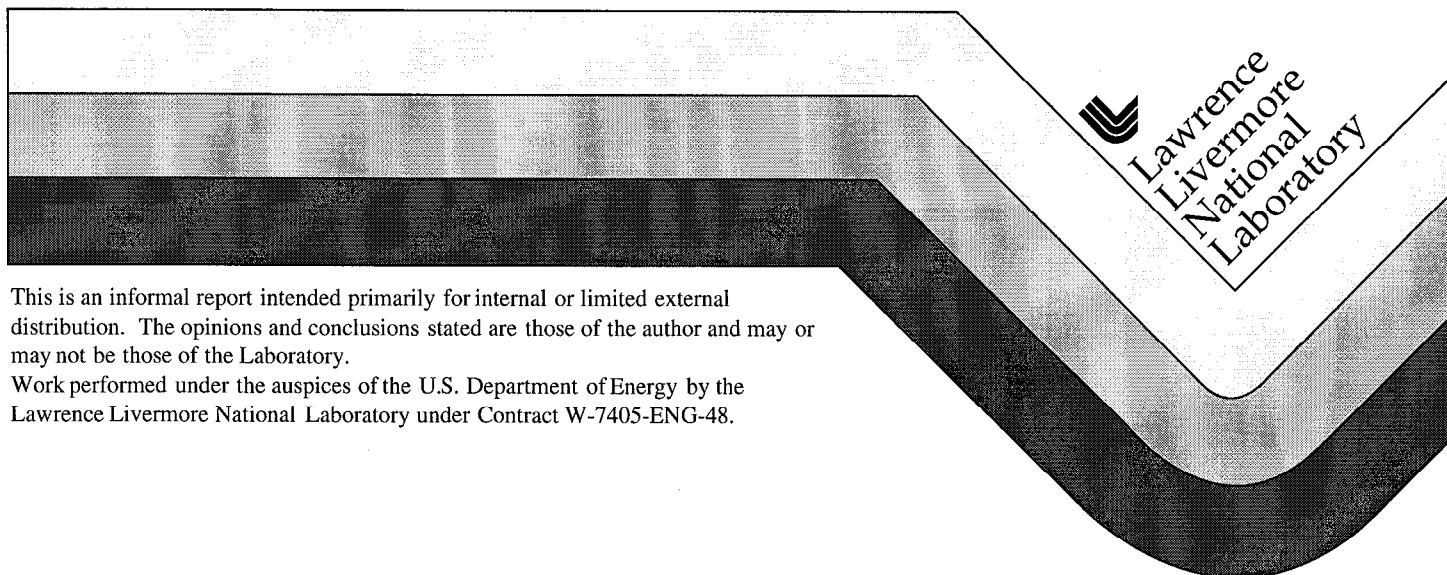 Lawrence
Livermore
National
Laboratory
This is an informal report intended primarily for internal or limited external
distribution. The opinions and conclusions stated are those of the author and may or
may not be those of the Laboratory.
Work performed under the auspices of the U.S. Department of Energy by the
Lawrence Livermore National Laboratory under Contract W-7405-ENG-48.